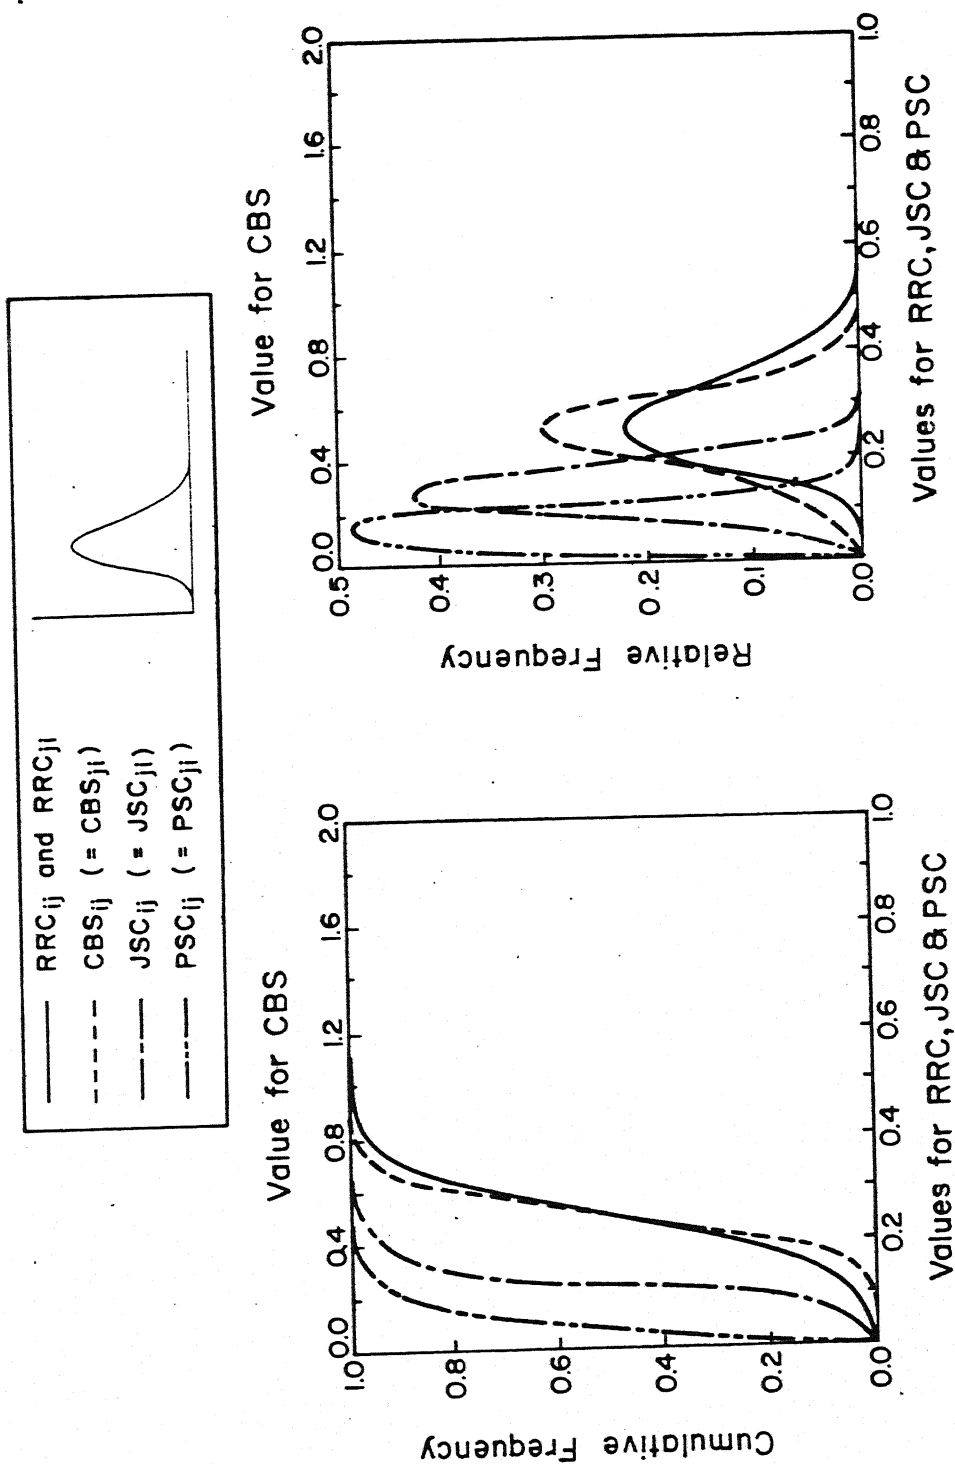 RRCij and RRCji
CBSij (= CBSji)
JSCij (= JSCji)
PSCij (= PSCji)
Value for CBS
0.0 0.4 0.8 1.2 1.6 2.0
1.0
0.8
0.6
0.4
0.2
0.0
Cumulative Frequency
0.2 0.4 0.6 0.8 1.0
Values for RRC, JSC & PSC
Value for CBS
0.0 0.4 0.8 1.2 1.6 2.0
0.5
0.4
0.3
0.2
0.1
0.0
Relative Frequency
0.2 0.4 0.6 0.8 1.0
Values for RRC, JSC & PSC